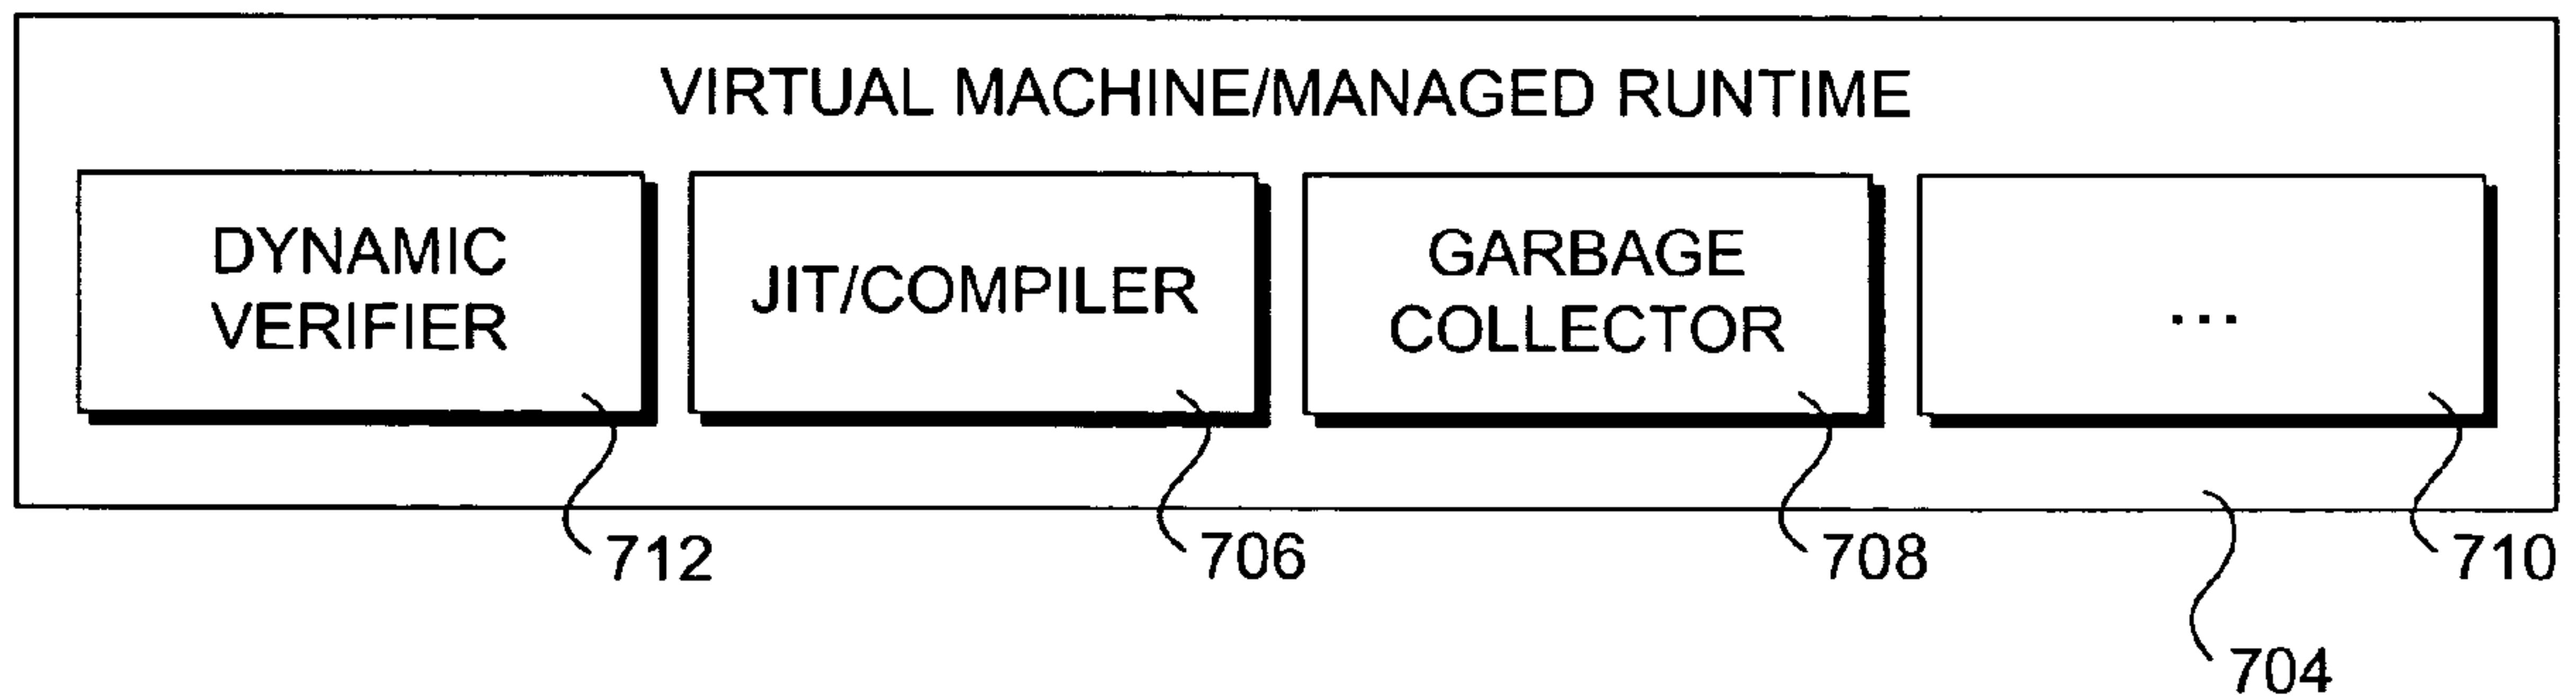 VIRTUAL MACHINE/MANAGED RUNTIME
DYNAMIC
VERIFIER
JIT/COMPILER
GARBAGE
COLLECTOR
...
712
706
708
710
704